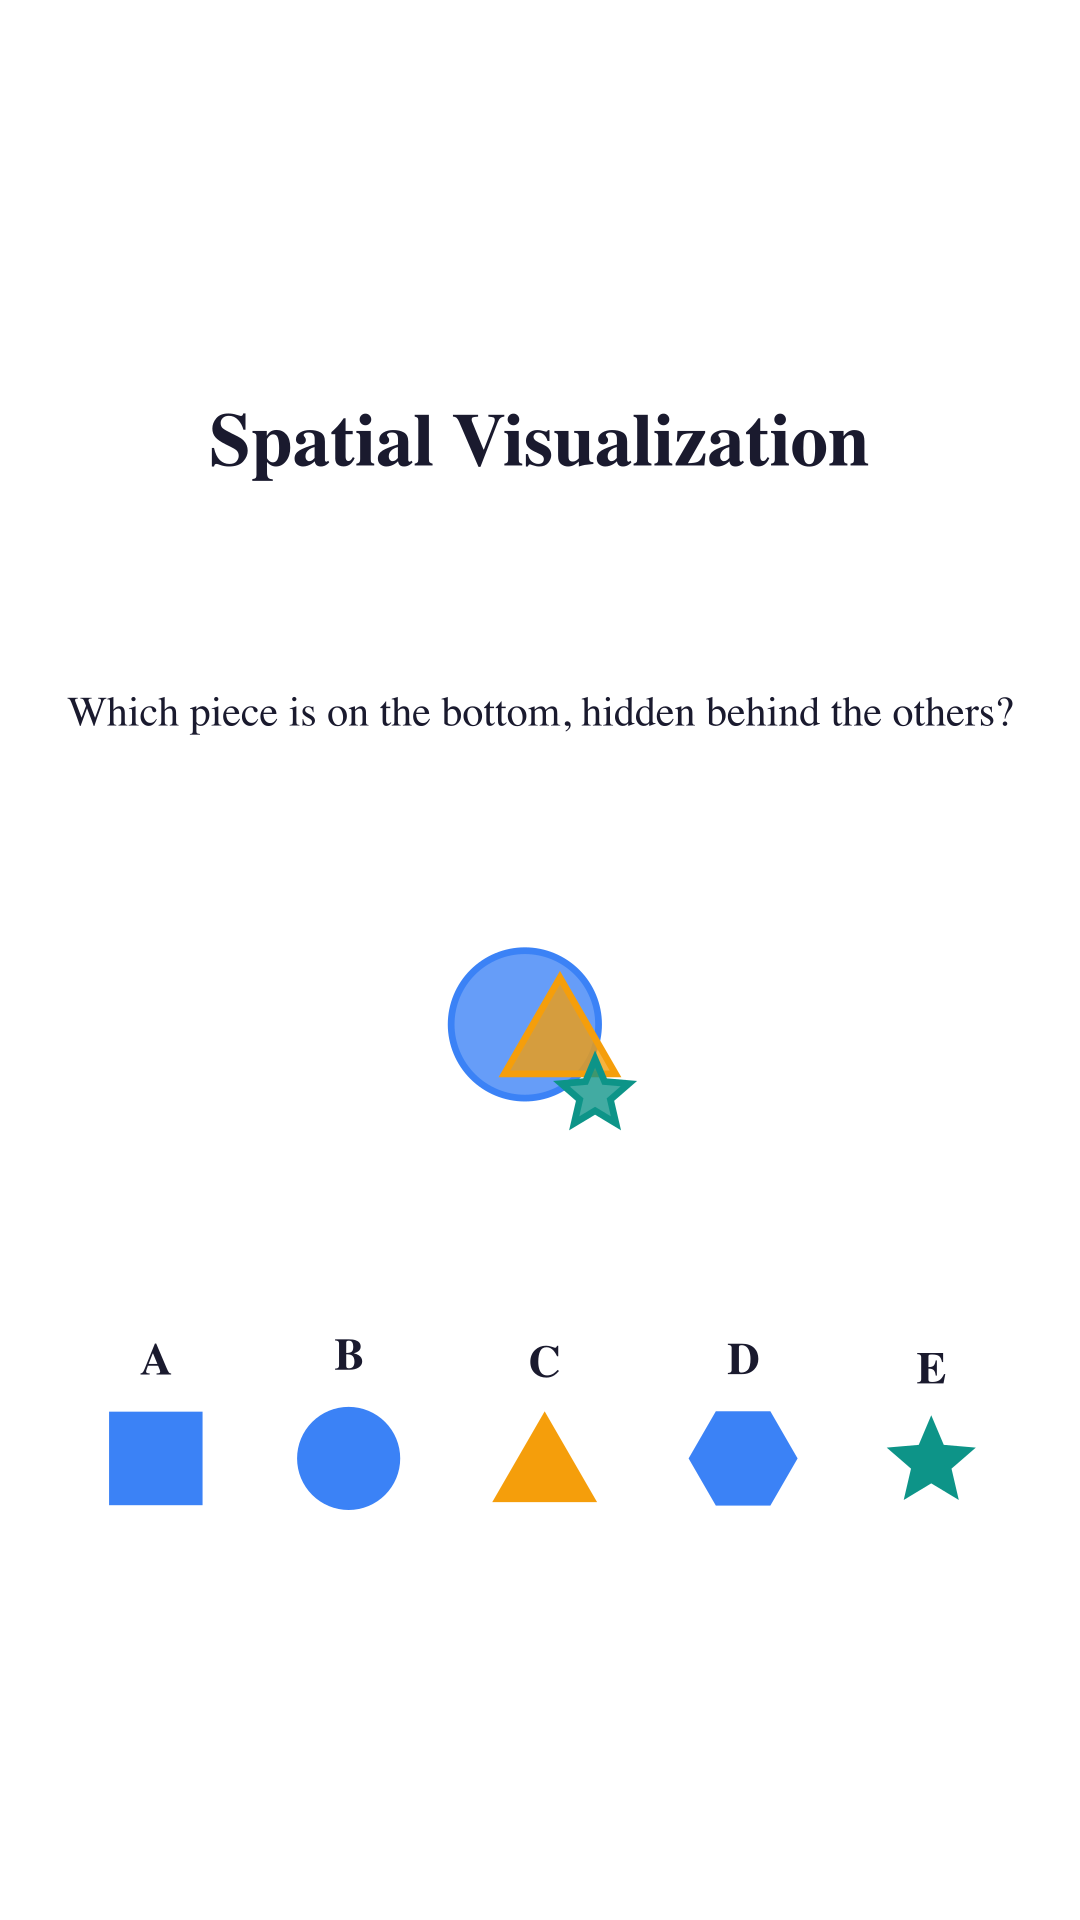 Spatial Visualization
Which piece is on the bottom, hidden behind the others?
A B C D E